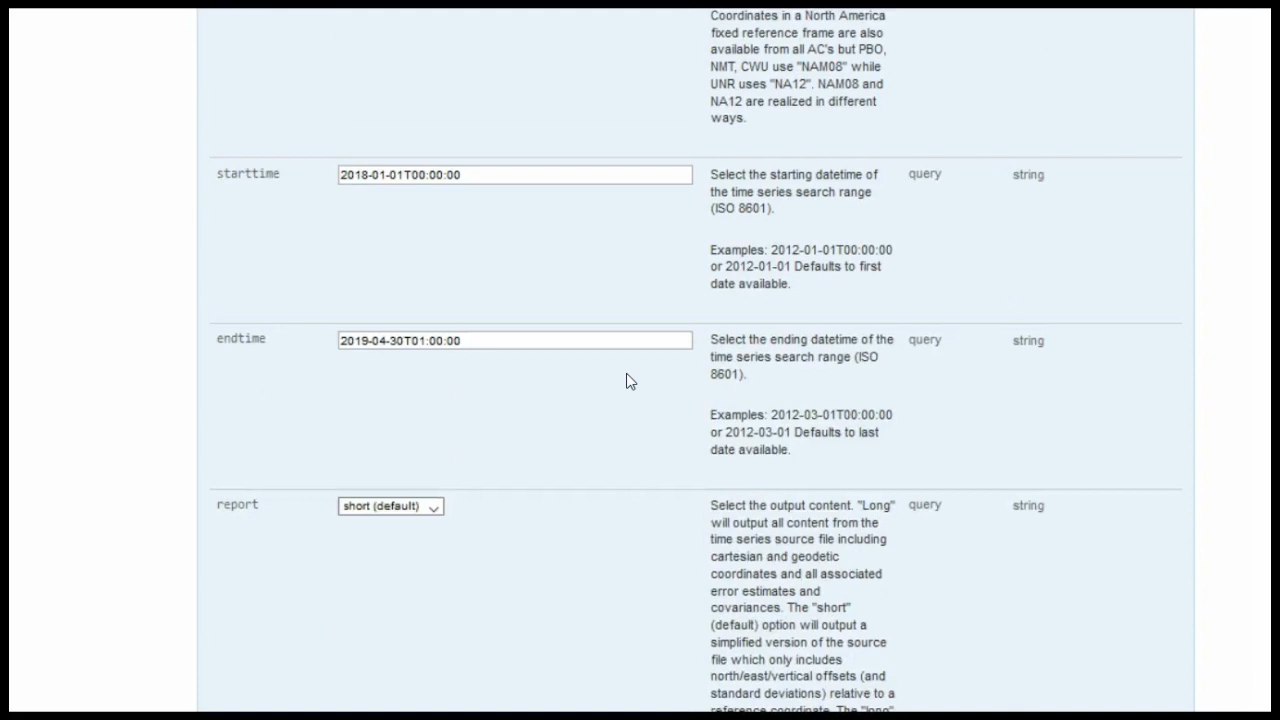 Coordinates in a North America
fixed reference frame are also
available from all AC's but PBO,
NMT, CWU use "NAM08" while
UNR uses "NA12". NAM08 and
NA12 are realized in different
ways.
starttime
2018-01-01T00:00:00
Select the starting datetime of
the time series search range
(ISO 8601).
query
string
Examples: 2012-01-01T00:00:00
or 2012-01-01 Defaults to first
date available.
endtime
2019-04-30T01:00:00
Select the ending datetime of the
time series search range (ISO
8601).
query
string
Examples: 2012-03-01T00:00:00
or 2012-03-01 Defaults to last
date available.
report
short (default)
Select the output content. "Long"
will output all content from the
time series source file including
cartesian and geodetic
coordinates and all associated
error estimates and
covariances. The "short"
(default) option will output a
simplified version of the source
file which only includes
north/east/vertical offsets (and
standard deviations) relative to a
reference coordinate. The "long"
query
string